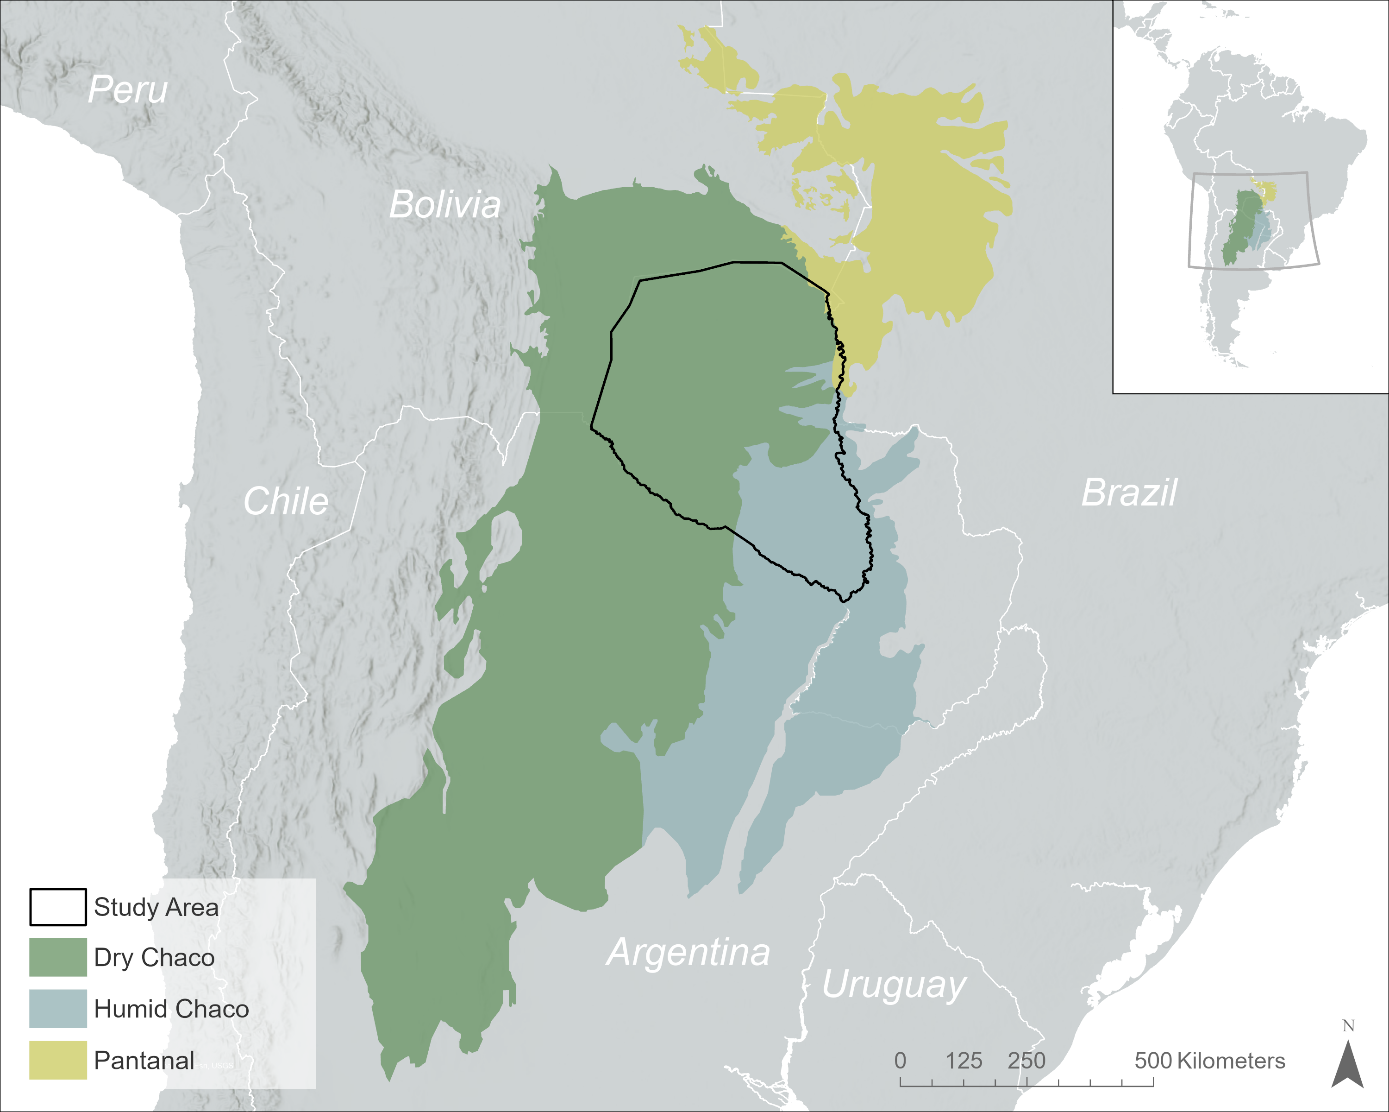 Peru
Bolivia
Chile
Brazil
Argentina
Uruguay
Study Area
Dry Chaco
Humid Chaco
Pantanal
0 125 250 500 Kilometers
N